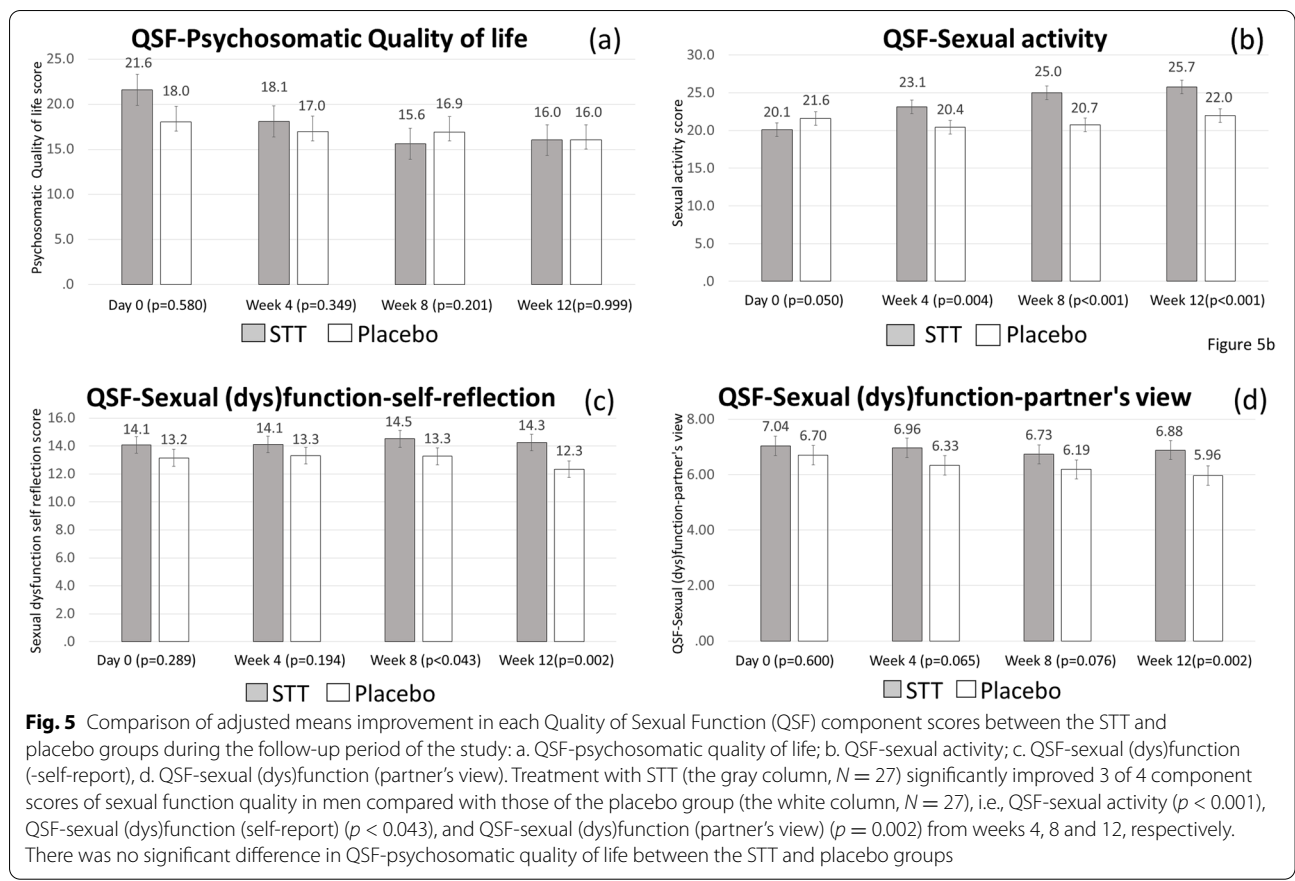 QSF-Psychosomatic Quality of life (a)
Psychosomatic Quality of life score
25.0
20.0
15.0
10.0
5.0
.0
21.6
18.0
18.1
17.0
15.6
16.9
16.0
16.0
Day 0 (p=0.580) Week 4 (p=0.349) Week 8 (p=0.201) Week 12(p=0.999)
STT Placebo
QSF-Sexual activity (b)
Sexual activity score
30.0
25.0
20.0
15.0
10.0
5.0
.0
20.1
21.6
23.1
20.4
25.0
20.7
25.7
22.0
Day 0 (p=0.050) Week 4 (p=0.004) Week 8 (p<0.001) Week 12(p<0.001)
STT Placebo
Figure 5b
QSF-Sexual (dys)function-self-reflection (c)
Sexual dysfunction self reflection score
16.0
14.0
12.0
10.0
8.0
6.0
4.0
2.0
.0
14.1
13.2
14.1
13.3
14.5
13.3
14.3
12.3
Day 0 (p=0.289) Week 4 (p=0.194) Week 8 (p<0.043) Week 12(p=0.002)
STT Placebo
QSF-Sexual (dys)function-partner's view (d)
QSF-Sexual (dys)function-partner's view
8.00
6.00
4.00
2.00
.00
7.04
6.70
6.96
6.33
6.73
6.19
6.88
5.96
Day 0 (p=0.600) Week 4 (p=0.065) Week 8 (p=0.076) Week 12(p=0.002)
STT Placebo
Fig. 5 Comparison of adjusted means improvement in each Quality of Sexual Function (QSF) component scores between the STT and
placebo groups during the follow-up period of the study: a. QSF-psychosomatic quality of life; b. QSF-sexual activity; c. QSF-sexual (dys)function
(-self-report), d. QSF-sexual (dys)function (partner’s view). Treatment with STT (the gray column, N = 27) significantly improved 3 of 4 component
scores of sexual function quality in men compared with those of the placebo group (the white column, N = 27), i.e., QSF-sexual activity (p < 0.001),
QSF-sexual (dys)function (self-report) (p < 0.043), and QSF-sexual (dys)function (partner’s view) (p = 0.002) from weeks 4, 8 and 12, respectively.
There was no significant difference in QSF-psychosomatic quality of life between the STT and placebo groups